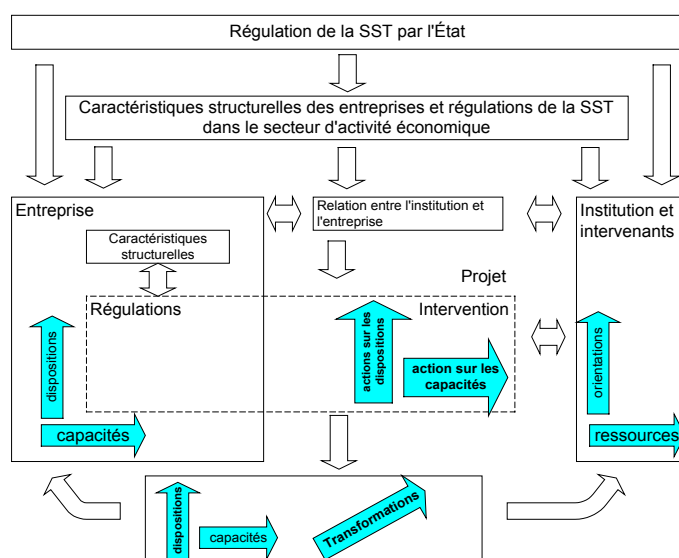 Régulation de la SST par l'État
Caractéristiques structurelles des entreprises et régulations de la SST
dans le secteur d'activité économique
Entreprise
Relation entre l'institution et
l'entreprise
Institution et
intervenants
Caractéristiques
structurelles
Projet
Régulations
Intervention
dispositions
capacités
actions sur les
dispositions
action sur les
capacités
orientations
ressources
dispositions
capacités
Transformations